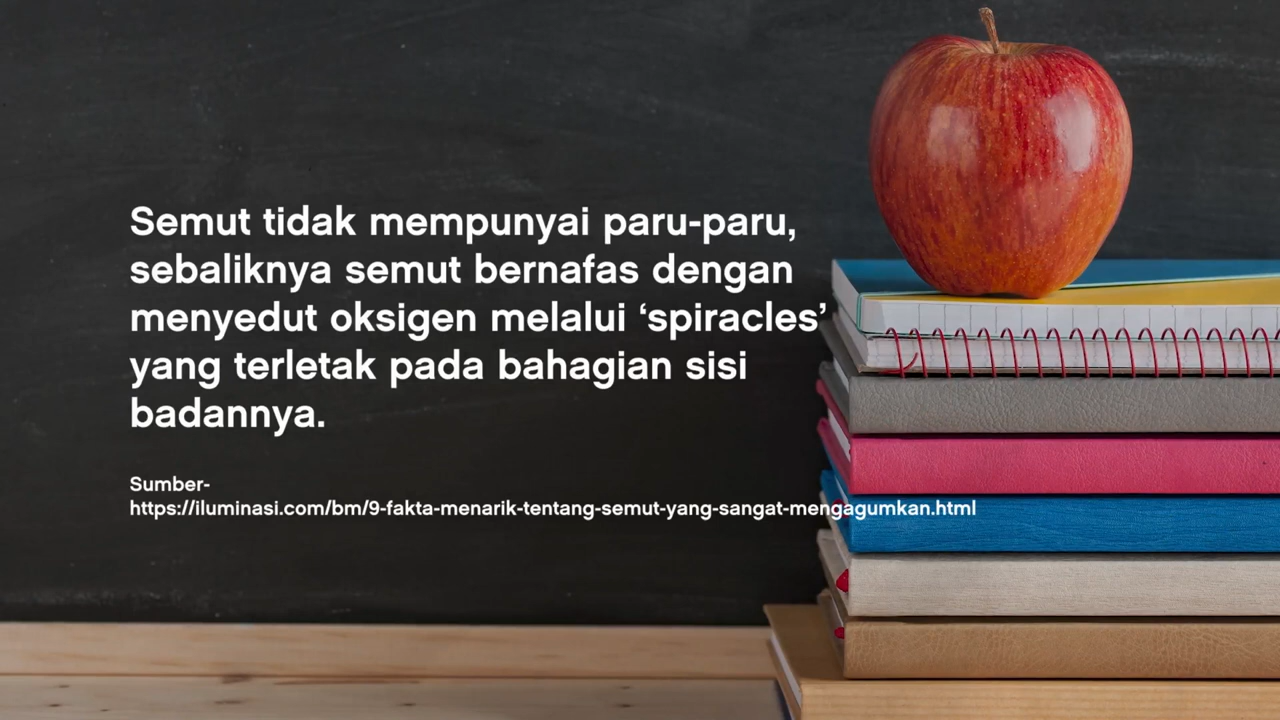 Semut tidak mempunyai paru-paru,
sebaliknya semut bernafas dengan
menyedut oksigen melalui ‘spiracles’
yang terletak pada bahagian sisi
badannya.
Sumber-
https://iluminasi.com/bm/9-fakta-menarik-tentang-semut-yang-sangat-mengagumkan.html